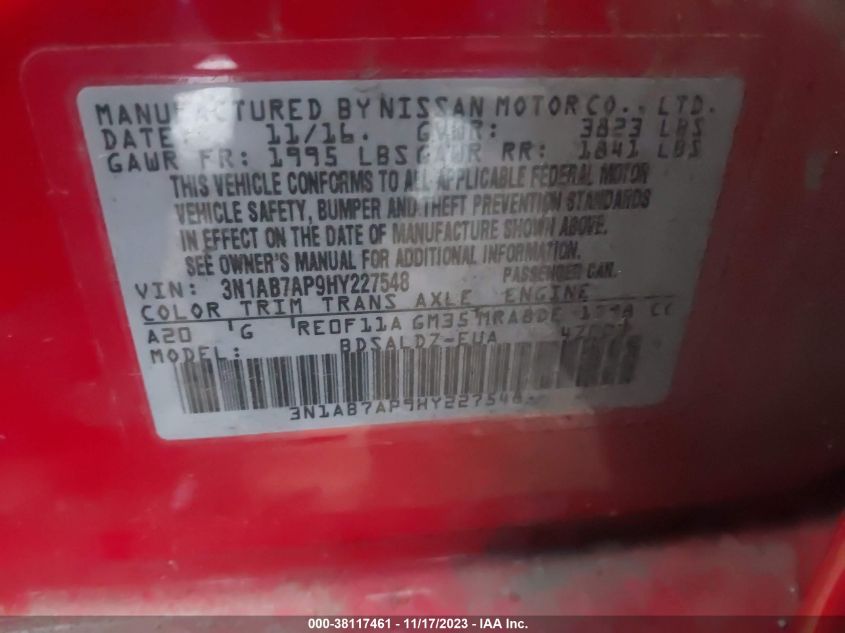 MANUFACTURED BY NISSAN MOTOR CO., LTD.
DATE: 11/16. GVWR: 3823 LBS
GAWR FR: 1995 LBS GAWR RR: 1841 LBS
THIS VEHICLE CONFORMS TO ALL APPLICABLE FEDERAL MOTOR
VEHICLE SAFETY, BUMPER AND THEFT PREVENTION STANDARDS
IN EFFECT ON THE DATE OF MANUFACTURE SHOWN ABOVE.
SEE OWNER'S MANUAL FOR ADDITIONAL INFORMATION.
VIN: 3N1AB7AP9HY227548 PASSENGER CAR.
COLOR TRIM TRANS AXLE ENGINE
A20 G RE0F11A GM35 MRA8DE 1798 CC
MODEL: BDSALDZ-EUA
3N1AB7AP9HY227548
000-38117461 - 11/17/2023 - © IAA, Inc.